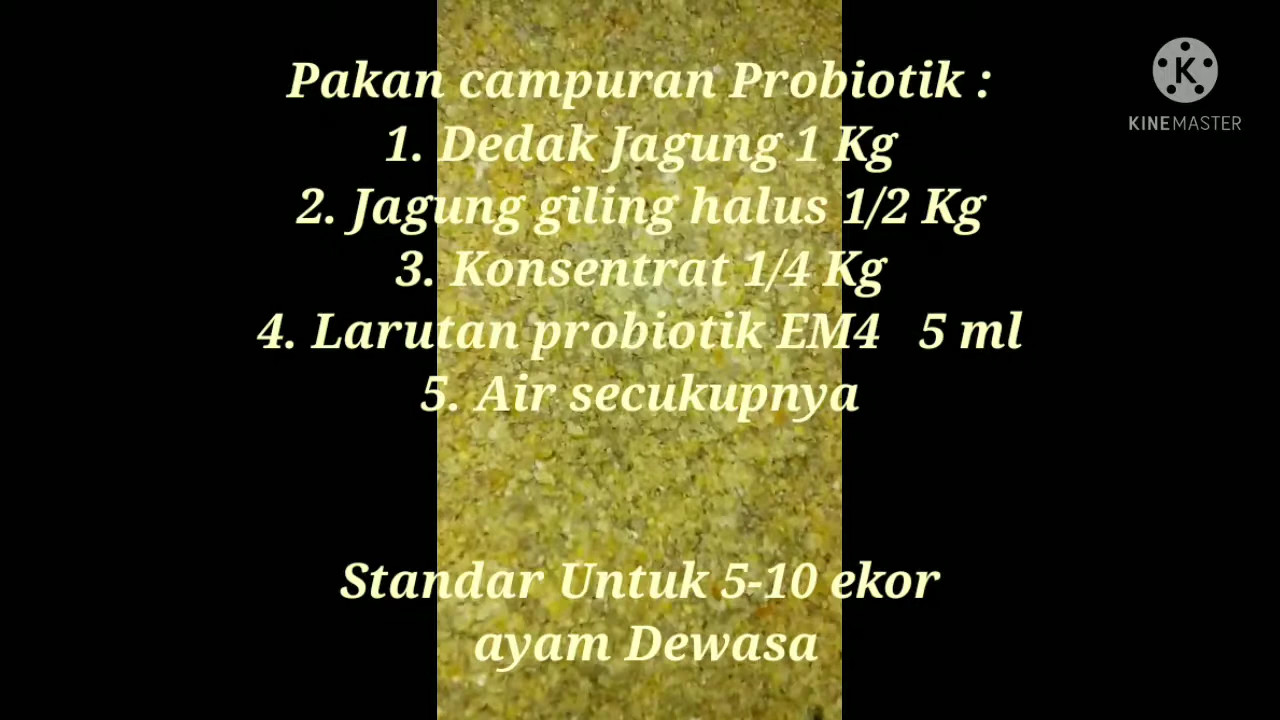 Pakan campuran Probiotik :
1. Dedak Jagung 1 Kg
2. Jagung giling halus 1/2 Kg
3. Konsentrat 1/4 Kg
4. Larutan probiotik EM4   5 ml
5. Air secukupnya
Standar Untuk 5-10 ekor
ayam Dewasa
K
KINEMASTER